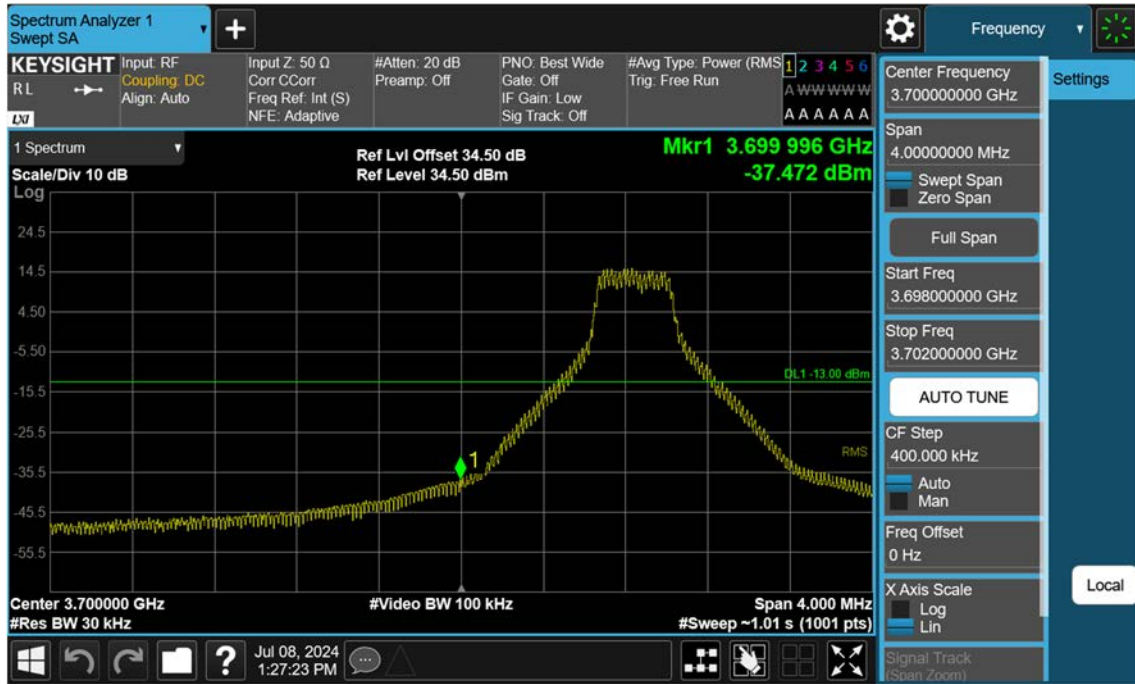 Spectrum Analyzer 1
Swept SA
+
Frequency
KEYSIGHT
R L
LXI
Input: RF
Coupling: DC
Align: Auto
Input Z: 50 Ω
Corr CCorr
Freq Ref: Int (S)
NFE: Adaptive
#Atten: 20 dB
Preamp: Off
PNO: Best Wide
Gate: Off
IF Gain: Low
Sig Track: Off
#Avg Type: Power (RMS
Trig: Free Run
1 2 3 4 5 6
A W W W W W
A A A A A A
1 Spectrum
Scale/Div 10 dB
Ref Lvl Offset 34.50 dB
Ref Level 34.50 dBm
Mkr1 3.699 996 GHz
-37.472 dBm
Log
24.5
14.5
4.50
-5.50
-15.5
-25.5
-35.5
-45.5
-55.5
DL1 -13.00 dBm
1
RMS
Center 3.700000 GHz
#Res BW 30 kHz
#Video BW 100 kHz
Span 4.000 MHz
#Sweep ~1.01 s (1001 pts)
Center Frequency
3.700000000 GHz
Span
4.00000000 MHz
Swept Span
Zero Span
Full Span
Start Freq
3.698000000 GHz
Stop Freq
3.702000000 GHz
AUTO TUNE
CF Step
400.000 kHz
Auto
Man
Freq Offset
0 Hz
X Axis Scale
Log
Lin
Signal Track
(Span Zoom)
Settings
Local
?
Jul 08, 2024
1:27:23 PM